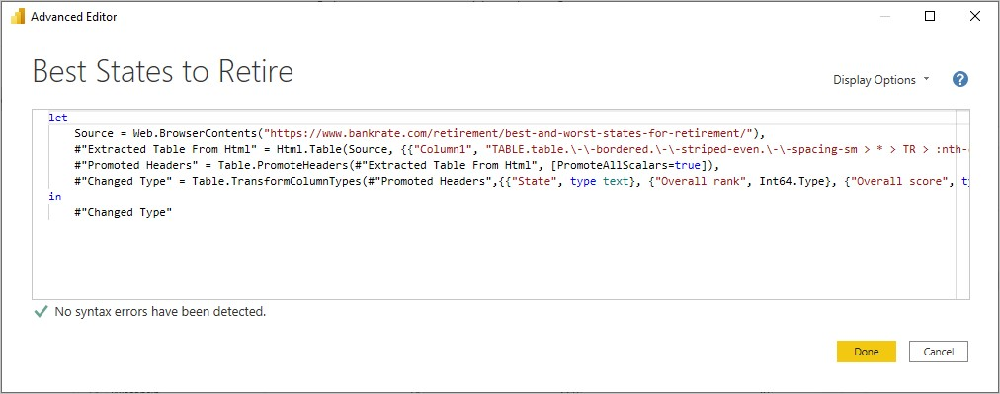 Advanced Editor
Best States to Retire
Display Options
?
let
Source = Web.BrowserContents("https://www.bankrate.com/retirement/best-and-worst-states-for-retirement/"),
#"Extracted Table From Html" = Html.Table(Source, {{"Column1", "TABLE.table.\-\-bordered.\-\-striped-even.\-\-spacing-sm > * > TR > :nth-
#"Promoted Headers" = Table.PromoteHeaders(#"Extracted Table From Html", [PromoteAllScalars=true]),
#"Changed Type" = Table.TransformColumnTypes(#"Promoted Headers",{{"State", type text}, {"Overall rank", Int64.Type}, {"Overall score", ty
in
#"Changed Type"
No syntax errors have been detected.
Done
Cancel